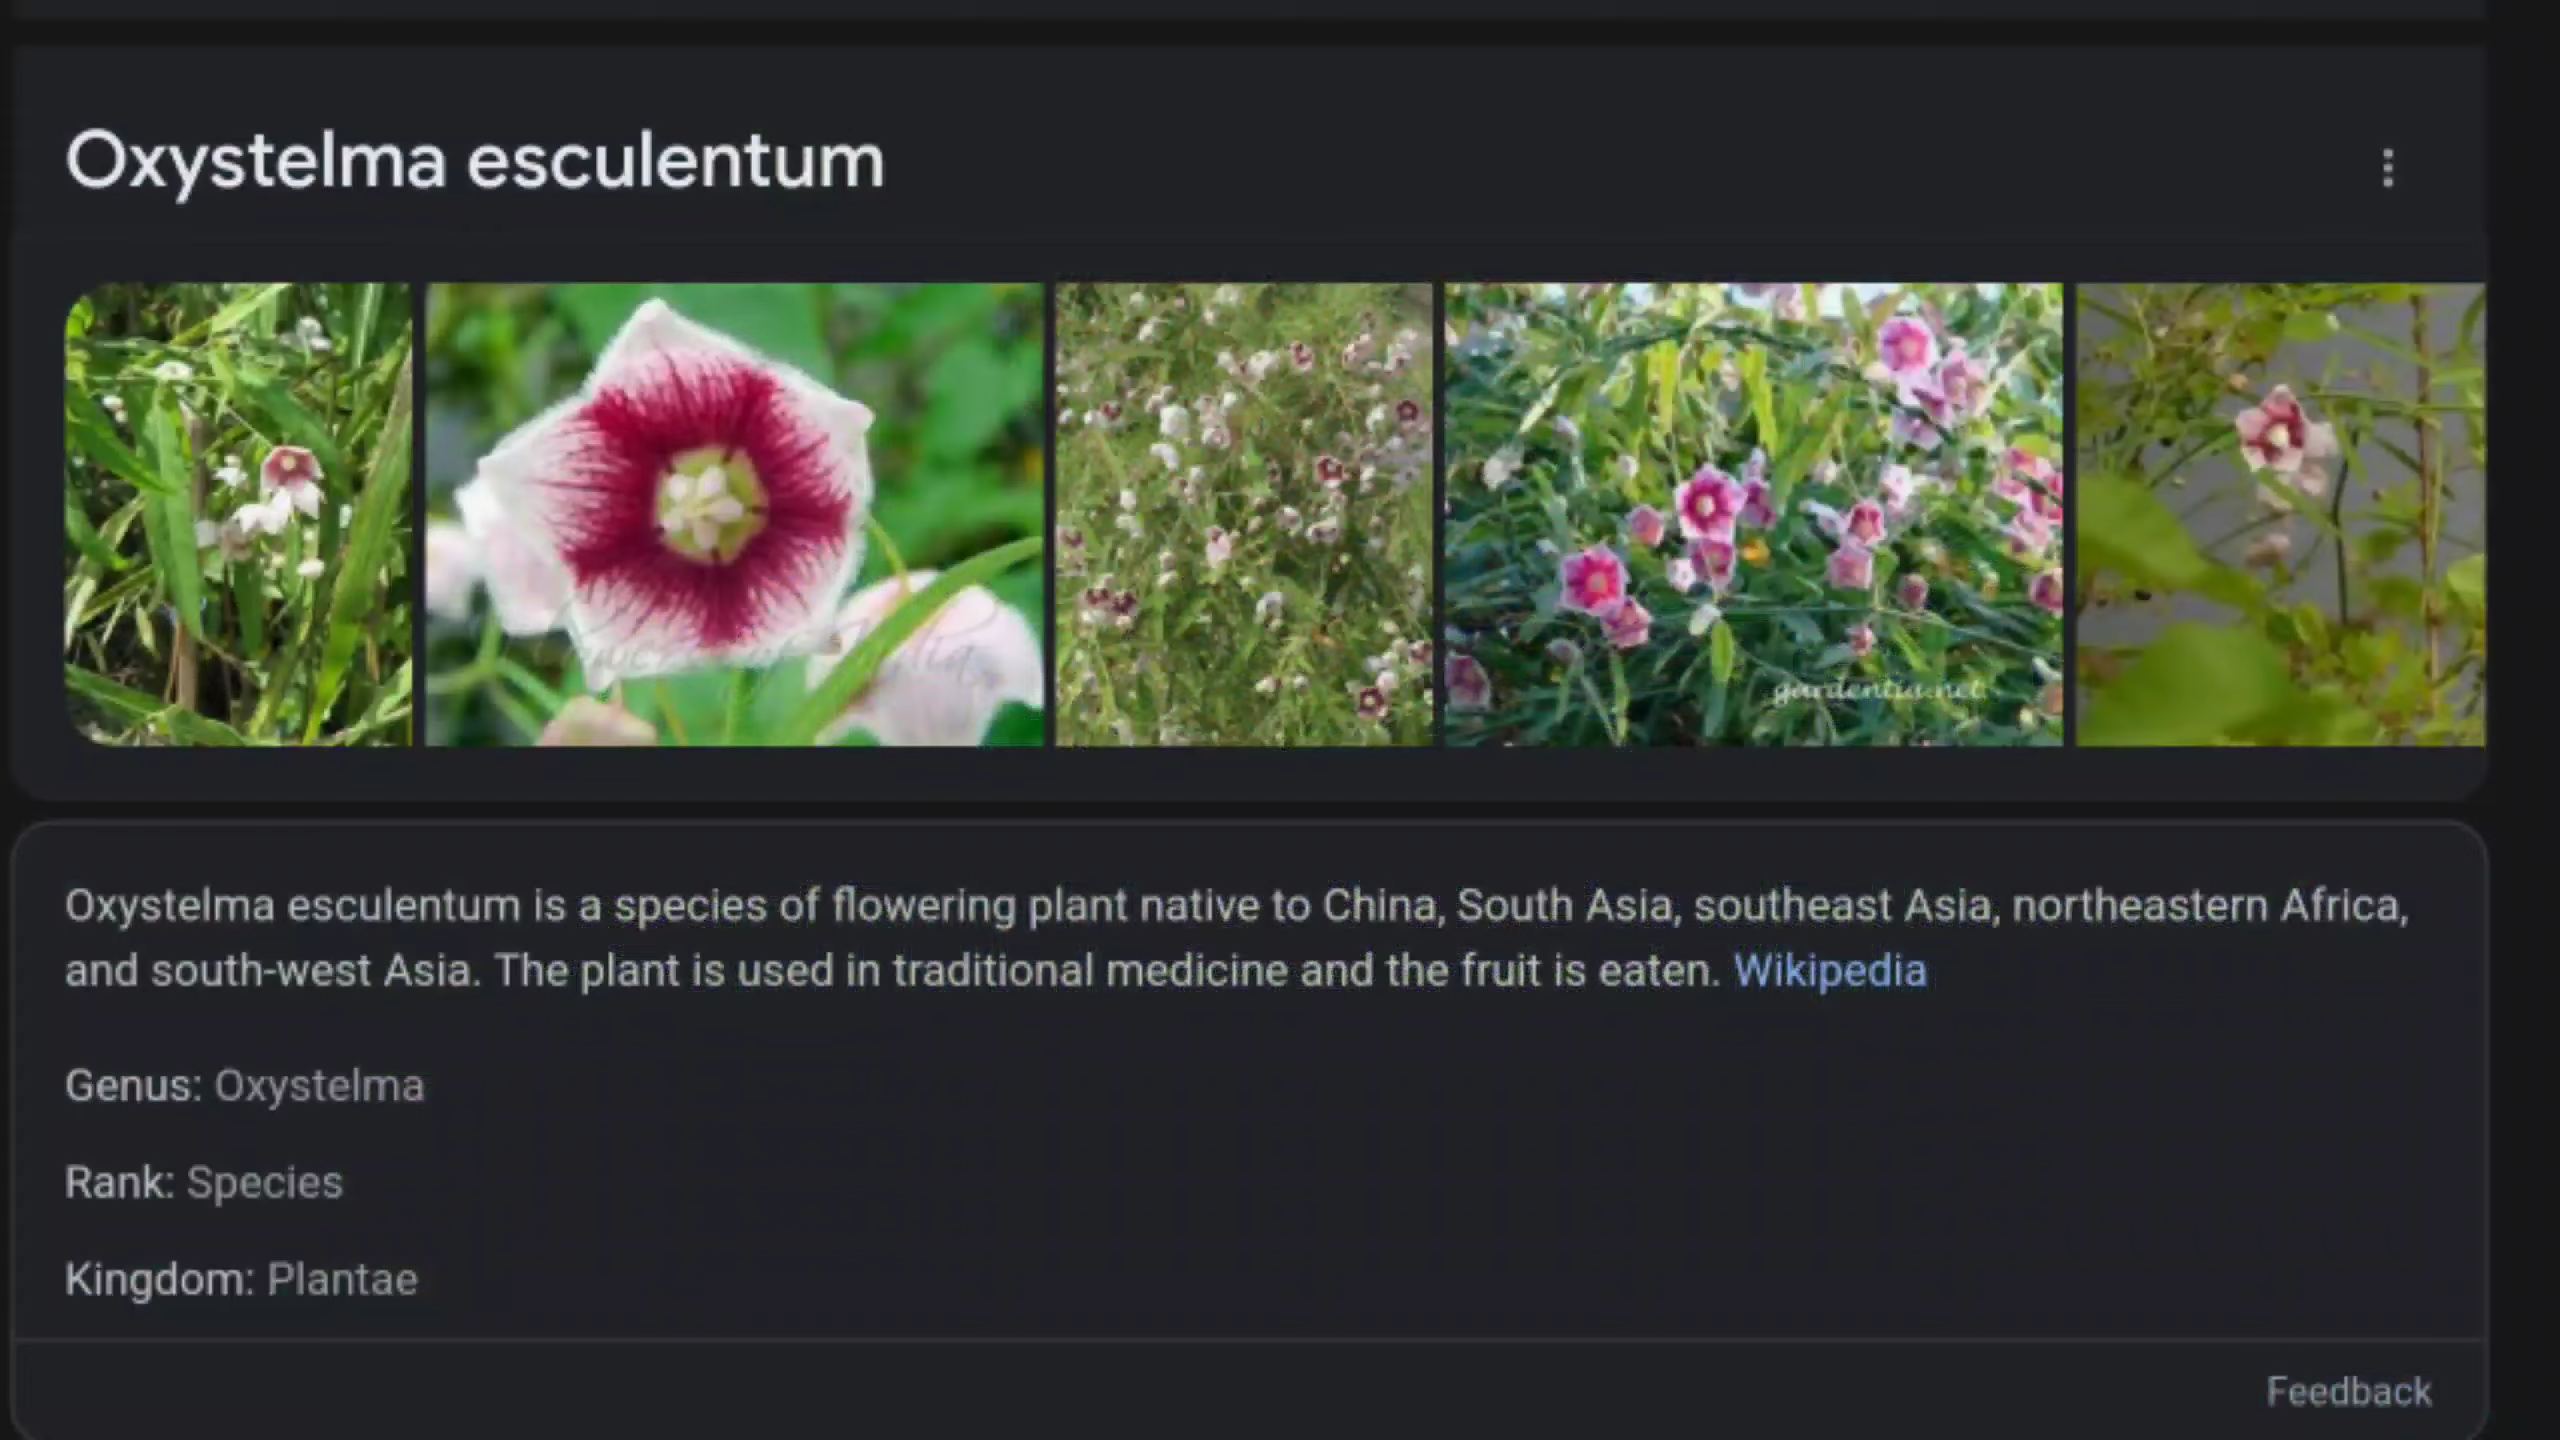 Oxystelma esculentum
gardentia.net
Oxystelma esculentum is a species of flowering plant native to China, South Asia, southeast Asia, northeastern Africa,
and south-west Asia. The plant is used in traditional medicine and the fruit is eaten. Wikipedia
Genus: Oxystelma
Rank: Species
Kingdom: Plantae
Feedback